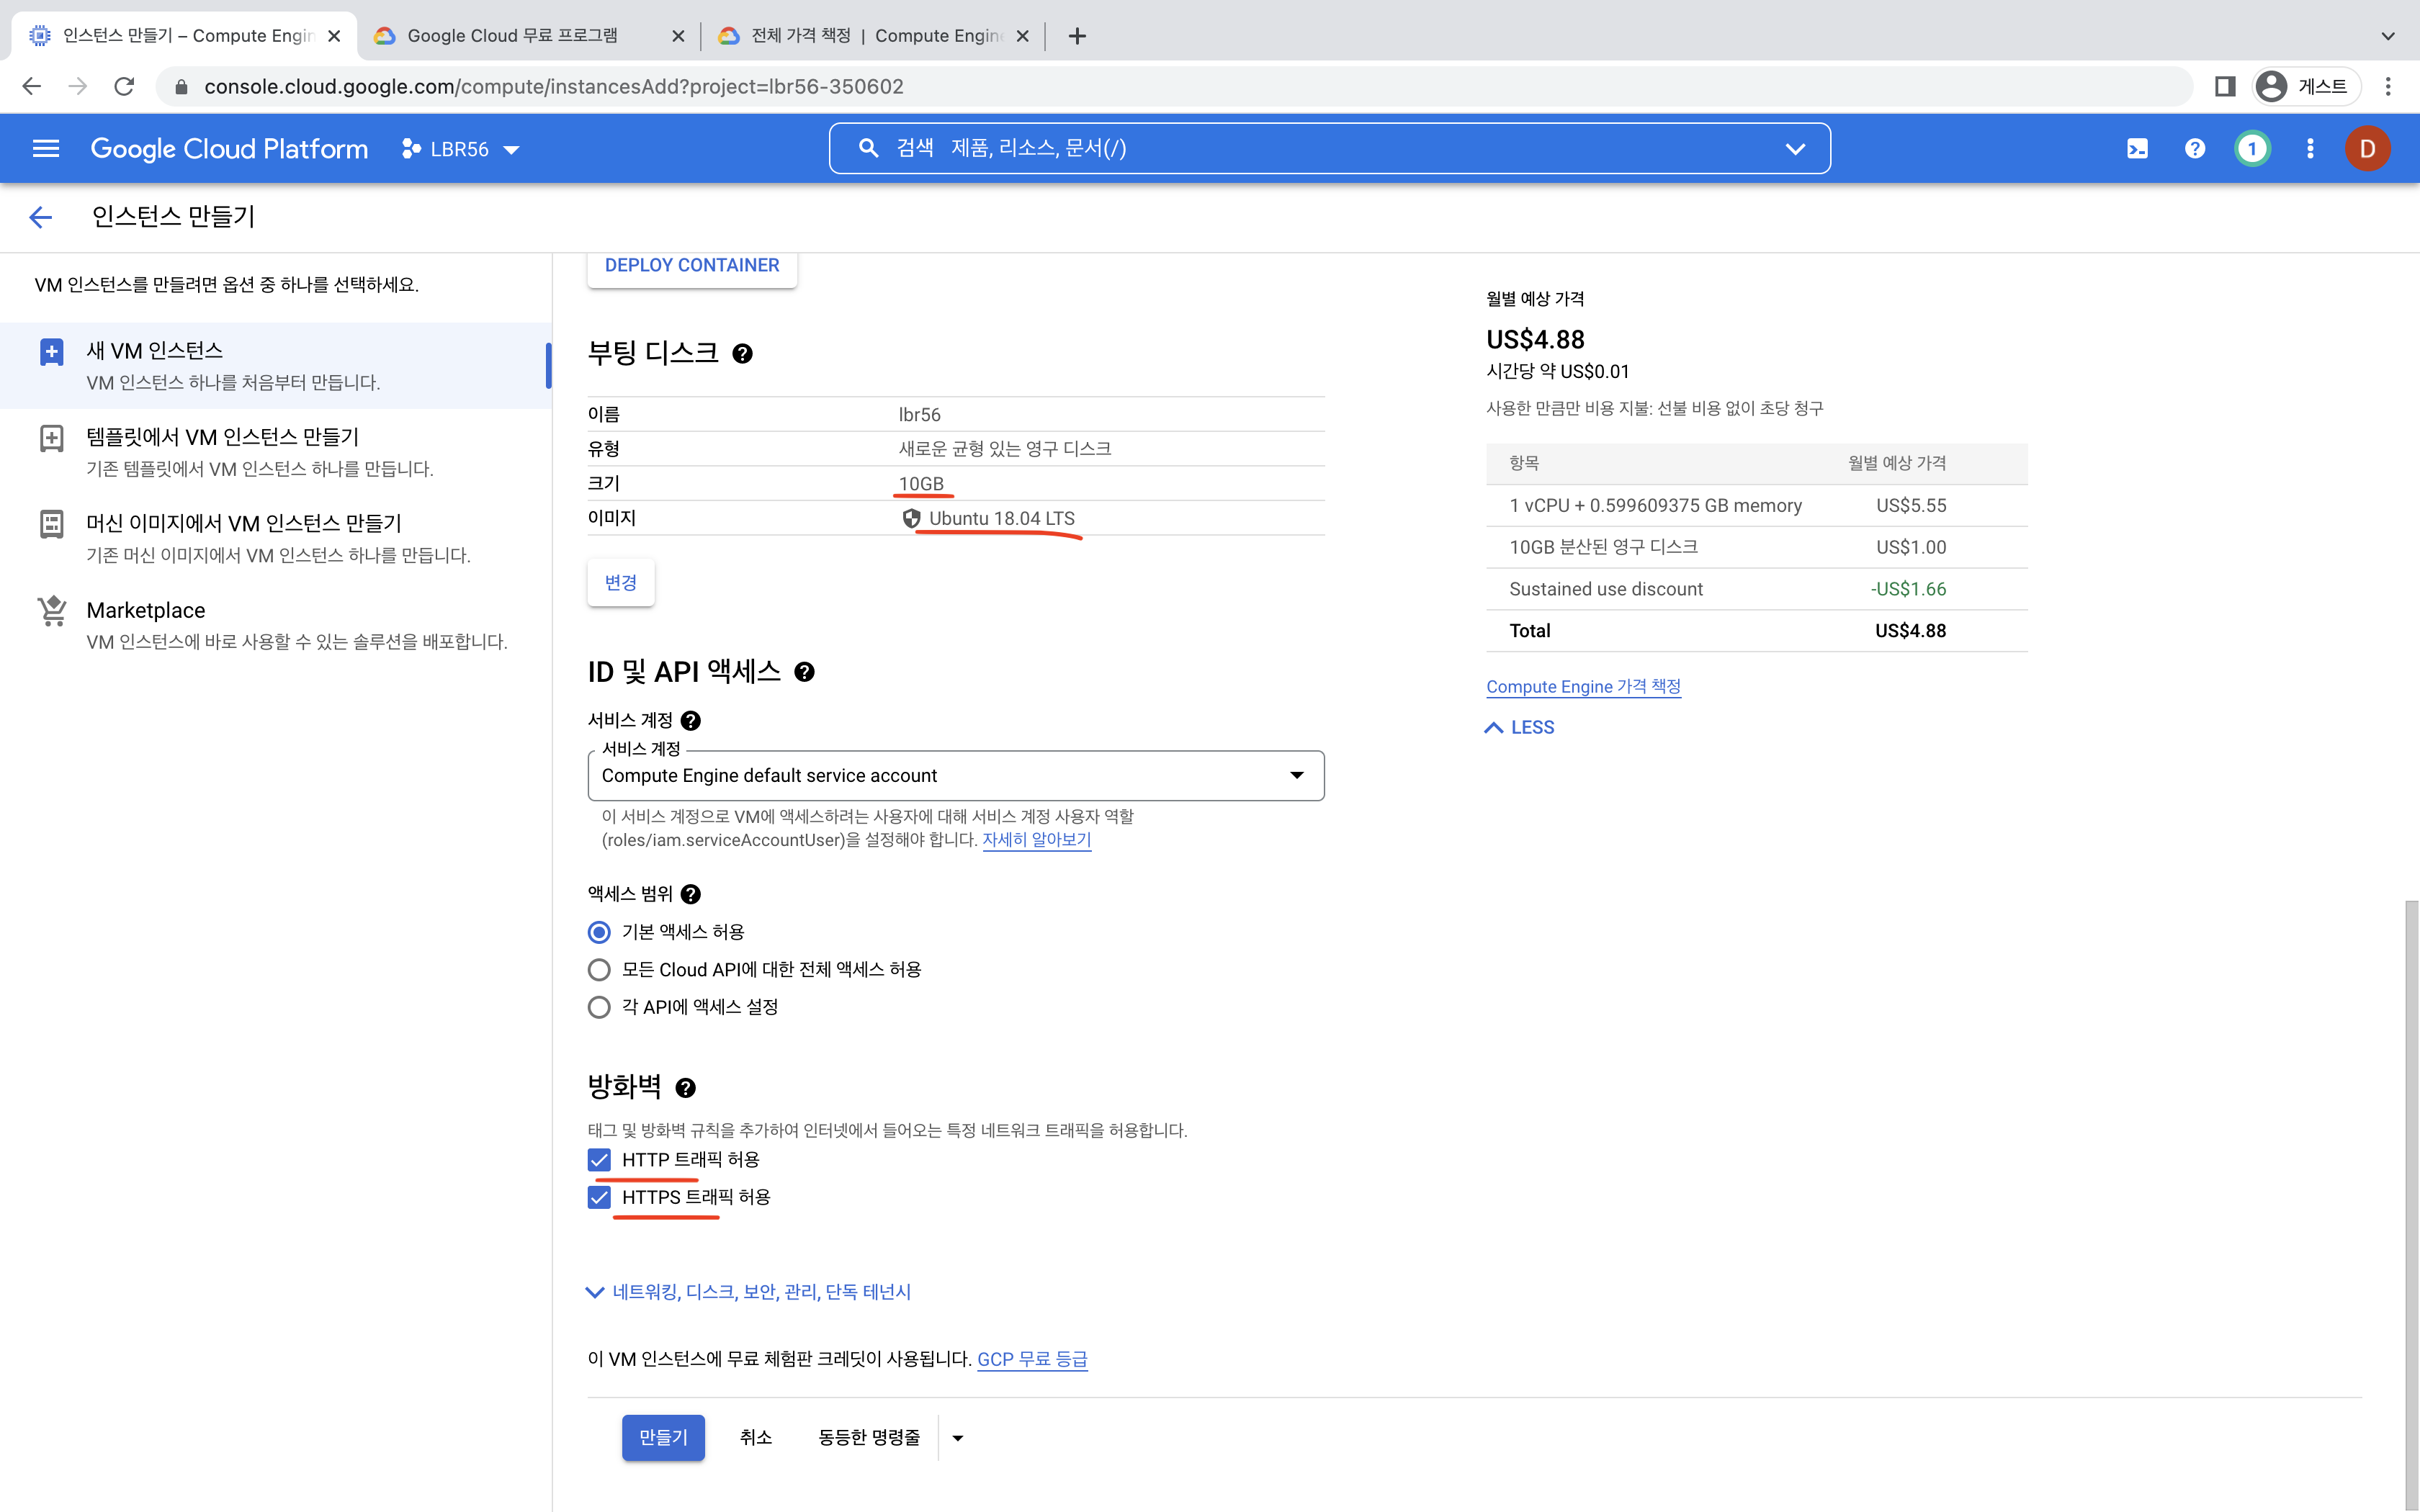 인스턴스 만들기 – Compute Engin
Google Cloud 무료 프로그램
전체 가격 책정 | Compute Engin
console.cloud.google.com/compute/instancesAdd?project=lbr56-350602
게스트
Google Cloud Platform
LBR56
검색 제품, 리소스, 문서(/)
1
D
인스턴스 만들기
VM 인스턴스를 만들려면 옵션 중 하나를 선택하세요.
새 VM 인스턴스
VM 인스턴스 하나를 처음부터 만듭니다.
템플릿에서 VM 인스턴스 만들기
기존 템플릿에서 VM 인스턴스 하나를 만듭니다.
머신 이미지에서 VM 인스턴스 만들기
기존 머신 이미지에서 VM 인스턴스 하나를 만듭니다.
Marketplace
VM 인스턴스에 바로 사용할 수 있는 솔루션을 배포합니다.
DEPLOY CONTAINER
부팅 디스크
이름 lbr56
유형 새로운 균형 있는 영구 디스크
크기 10GB
이미지 Ubuntu 18.04 LTS
변경
ID 및 API 액세스
서비스 계정
서비스 계정
Compute Engine default service account
이 서비스 계정으로 VM에 액세스하려는 사용자에 대해 서비스 계정 사용자 역할
(roles/iam.serviceAccountUser)을 설정해야 합니다. 자세히 알아보기
액세스 범위
기본 액세스 허용
모든 Cloud API에 대한 전체 액세스 허용
각 API에 액세스 설정
방화벽
태그 및 방화벽 규칙을 추가하여 인터넷에서 들어오는 특정 네트워크 트래픽을 허용합니다.
HTTP 트래픽 허용
HTTPS 트래픽 허용
네트워킹, 디스크, 보안, 관리, 단독 테넌시
이 VM 인스턴스에 무료 체험판 크레딧이 사용됩니다. GCP 무료 등급
만들기
취소
동등한 명령줄
월별 예상 가격
US$4.88
시간당 약 US$0.01
사용한 만큼만 비용 지불: 선불 비용 없이 초당 청구
항목 월별 예상 가격
1 vCPU + 0.599609375 GB memory US$5.55
10GB 분산된 영구 디스크 US$1.00
Sustained use discount -US$1.66
Total US$4.88
Compute Engine 가격 책정
LESS